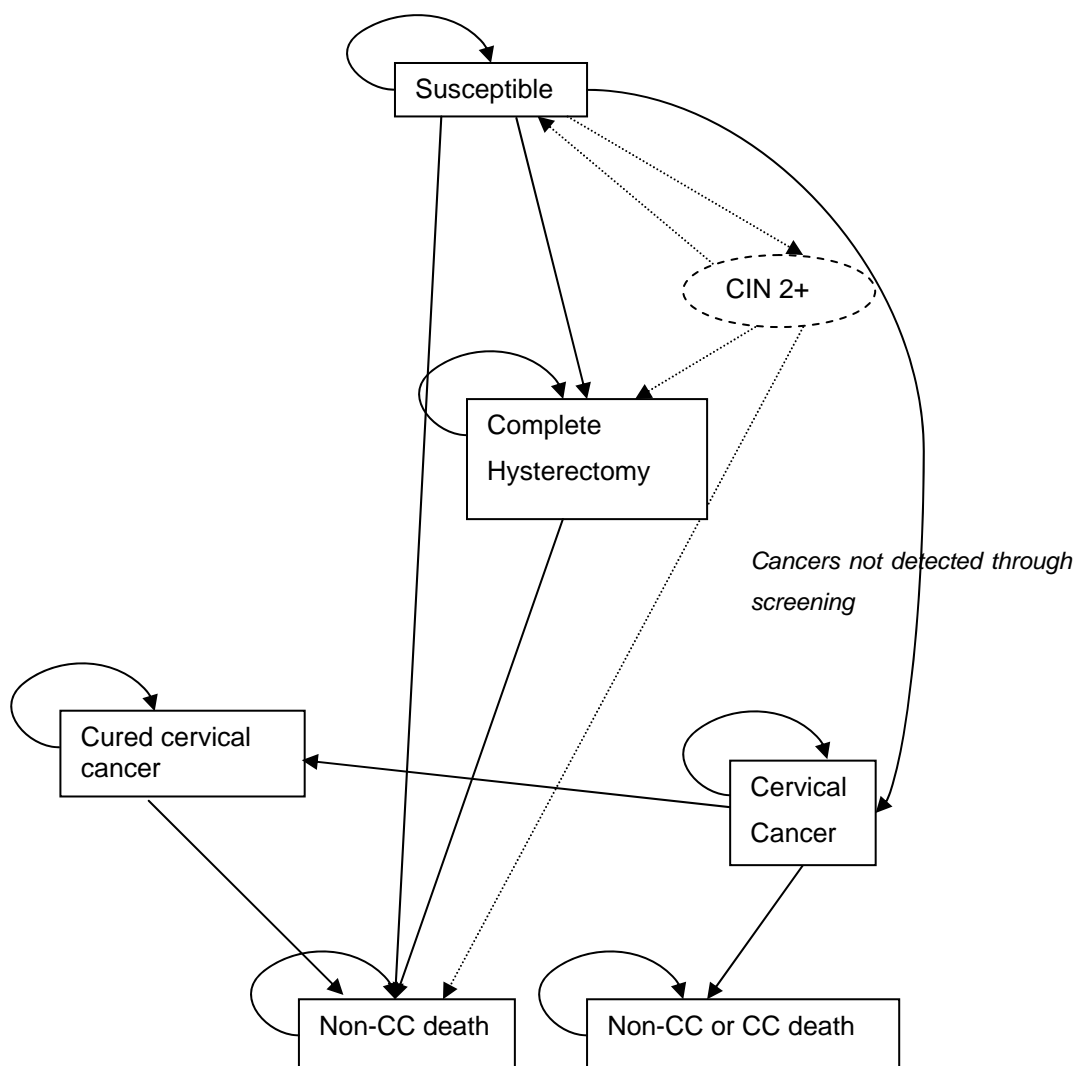 Susceptible
CIN 2+
Complete
Hysterectomy
Cancers not detected through
screening
Cured cervical
cancer
Cervical
Cancer
Non-CC death
Non-CC or CC death